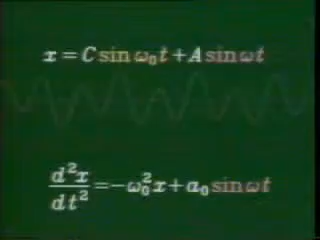 x = C sin ω₀t + A sin ωt
d²x/dt² = −ω₀²x + a₀ sin ωt